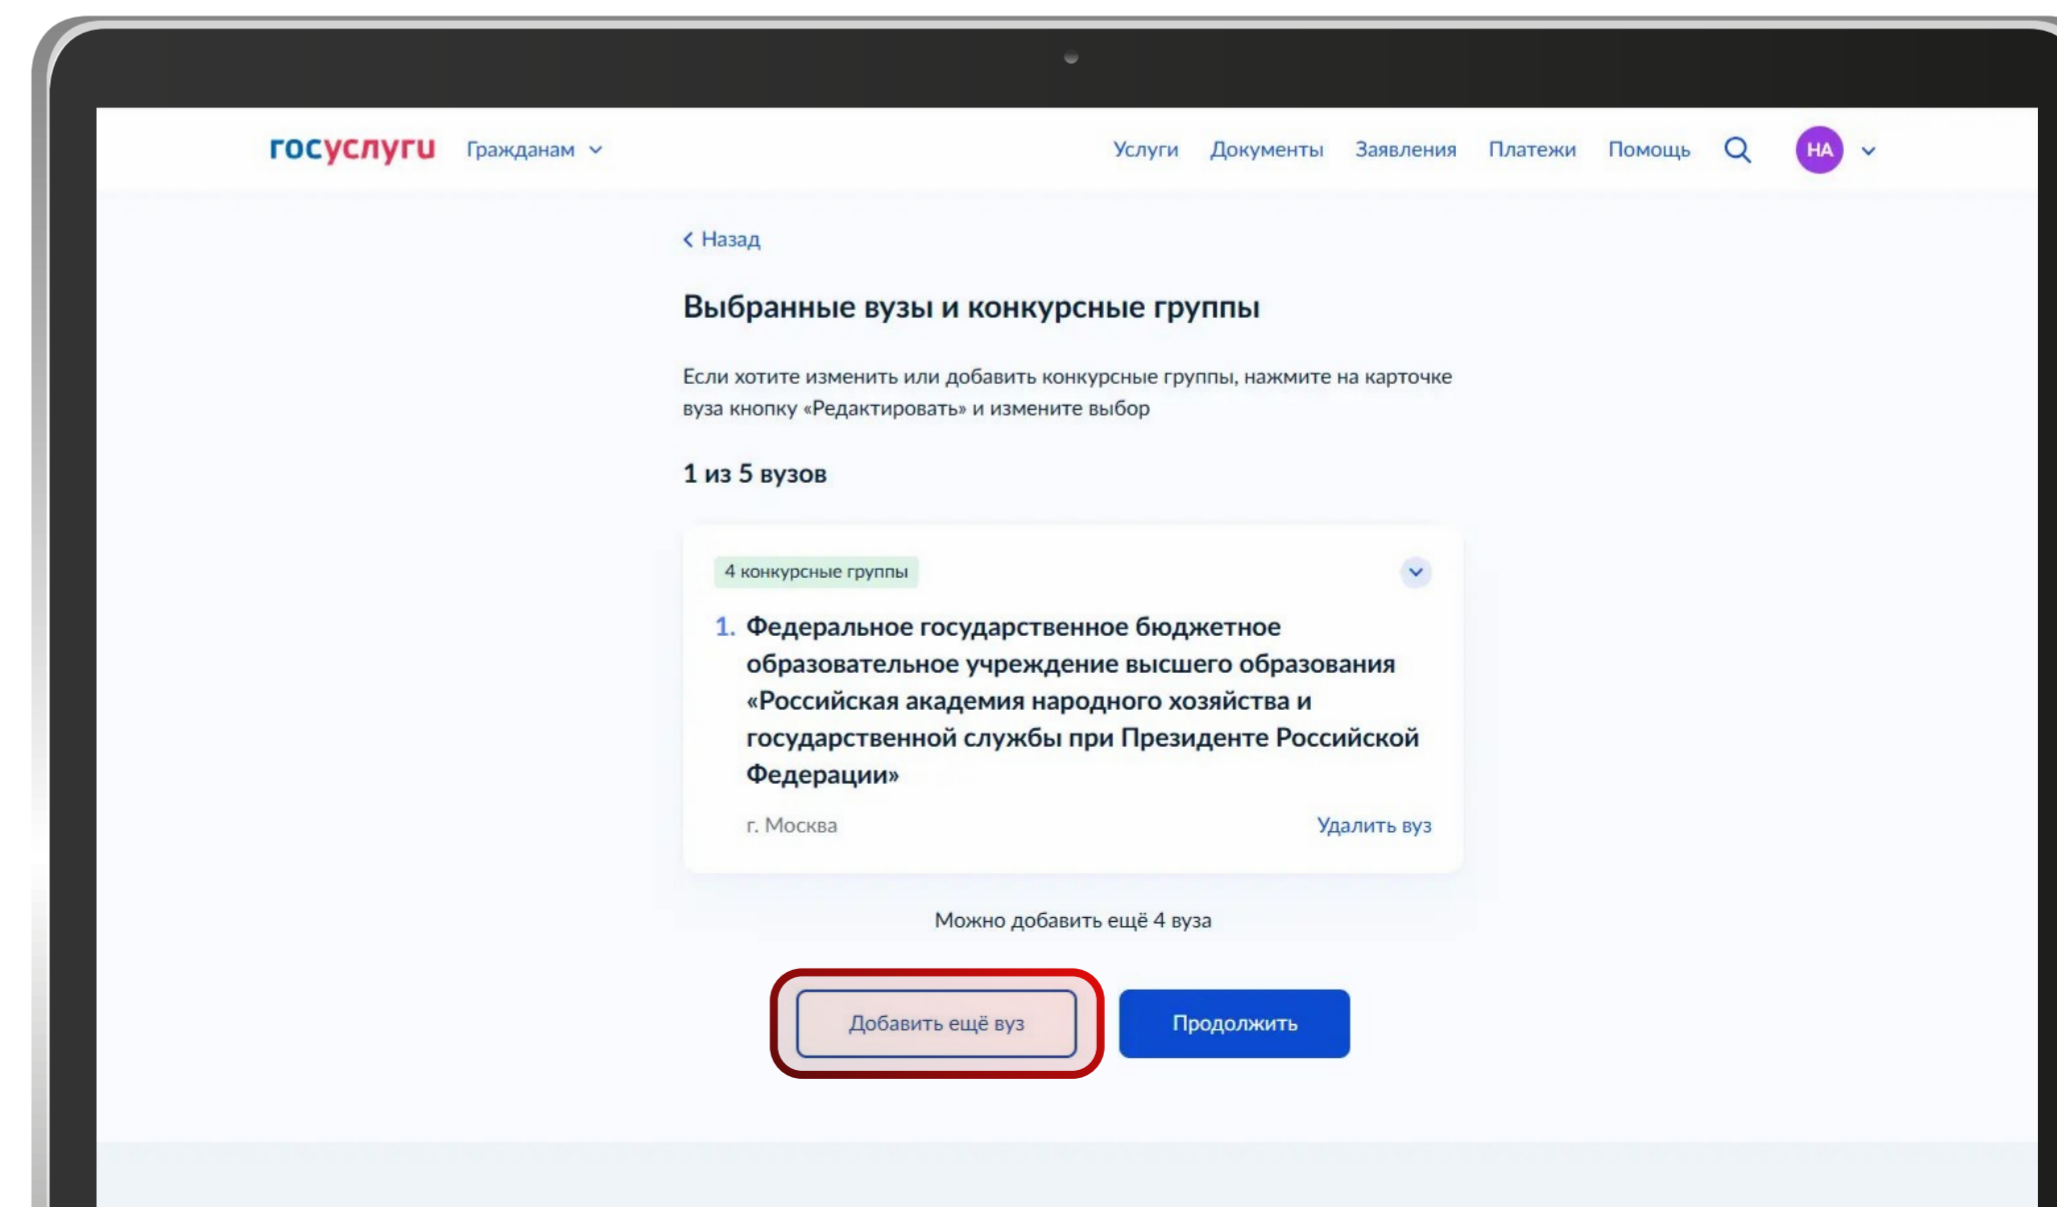 госуслуги Гражданам Услуги Документы Заявления Платежи Помощь НА
Назад
Выбранные вузы и конкурсные группы
Если хотите изменить или добавить конкурсные группы, нажмите на карточке
вуза кнопку «Редактировать» и измените выбор
1 из 5 вузов
4 конкурсные группы
1. Федеральное государственное бюджетное
образовательное учреждение высшего образования
«Российская академия народного хозяйства и
государственной службы при Президенте Российской
Федерации»
г. Москва Удалить вуз
Можно добавить ещё 4 вуза
Добавить ещё вуз Продолжить